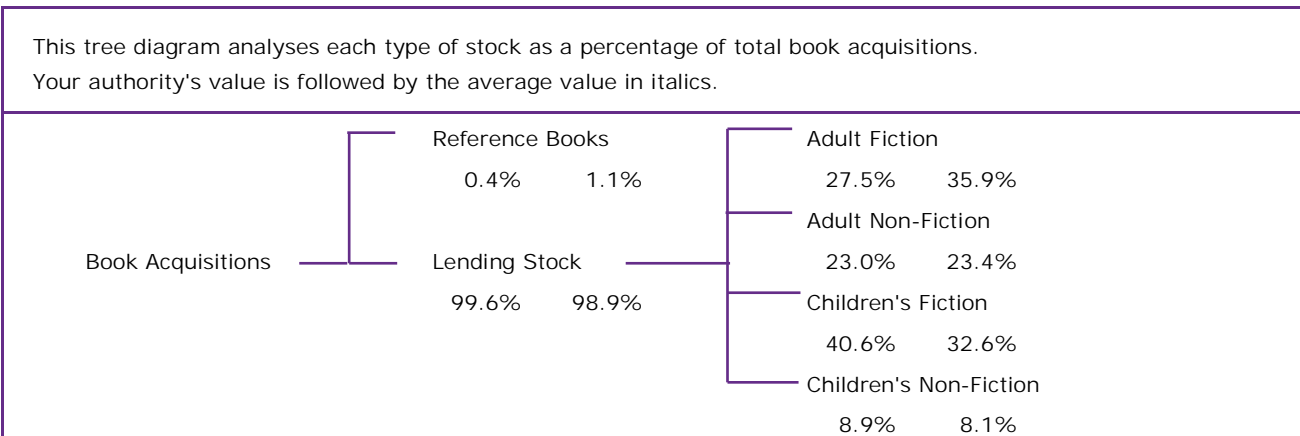 This tree diagram analyses each type of stock as a percentage of total book acquisitions.
Your authority's value is followed by the average value in italics.
Reference Books
0.4% 1.1%
Book Acquisitions
Lending Stock
99.6% 98.9%
Adult Fiction
27.5% 35.9%
Adult Non-Fiction
23.0% 23.4%
Children's Fiction
40.6% 32.6%
Children's Non-Fiction
8.9% 8.1%